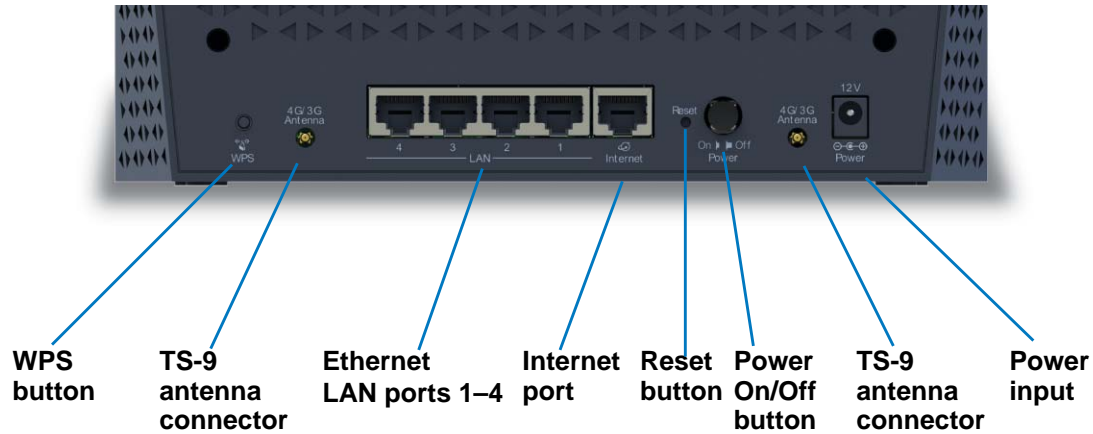 12V
4G/3G
Antenna
Reset
4G/3G
Antenna
WPS
4 3 2 1
LAN
Internet
On Off
Power
Power
WPS
button
TS-9
antenna
connector
Ethernet
LAN ports 1–4
Internet
port
Reset
button
Power
On/Off
button
TS-9
antenna
connector
Power
input